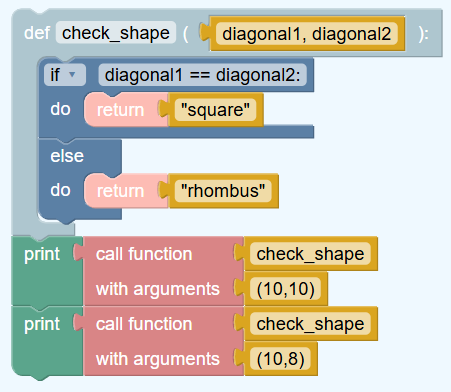 def check_shape ( diagonal1, diagonal2 ):
if diagonal1 == diagonal2:
do return "square"
else
do return "rhombus"
print call function check_shape
with arguments (10,10)
print call function check_shape
with arguments (10,8)